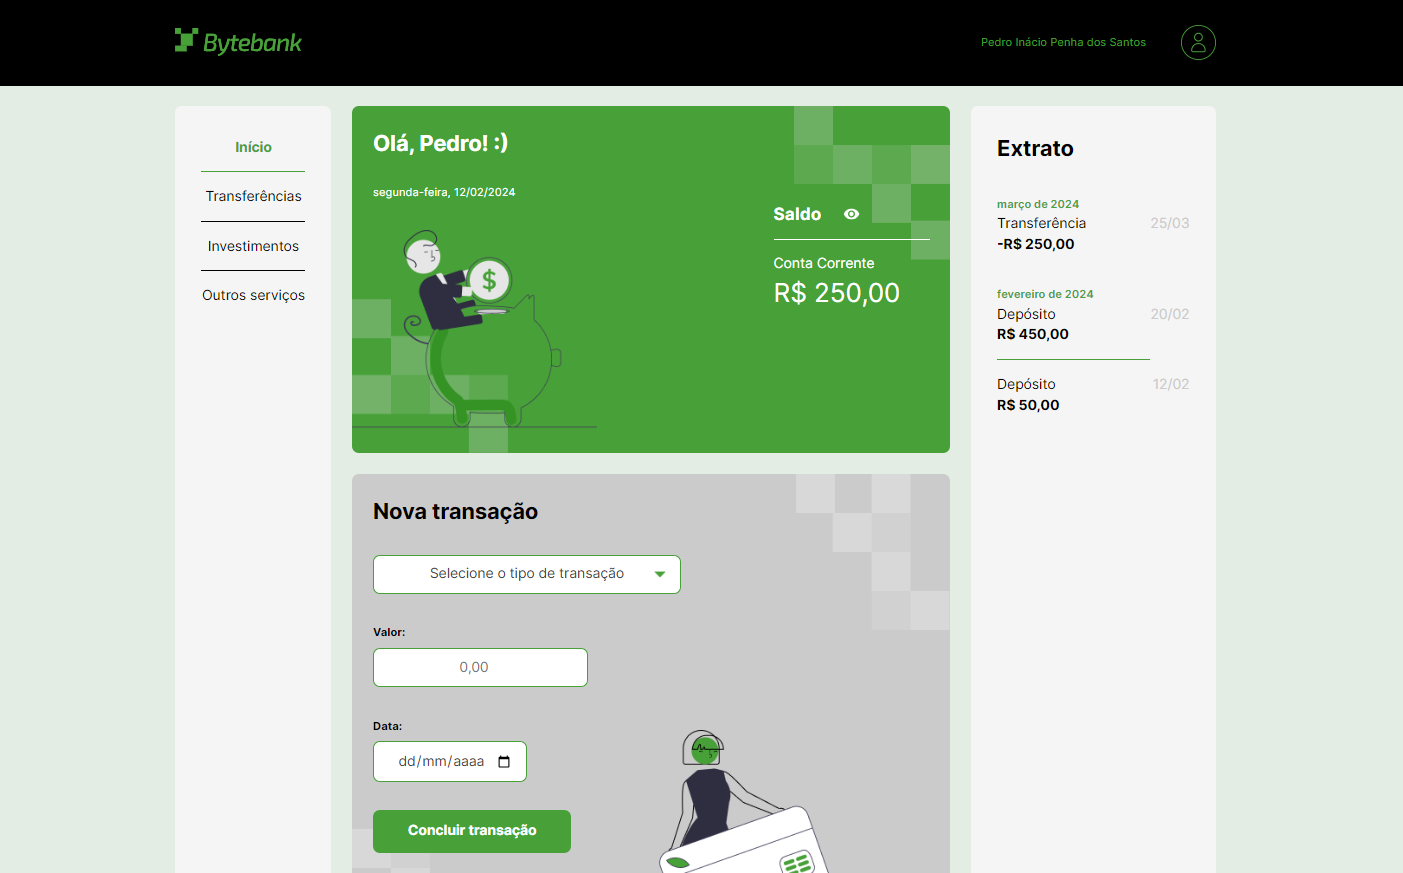 Bytebank
Pedro Inácio Penha dos Santos
Início
Transferências
Investimentos
Outros serviços
Olá, Pedro! :)
segunda-feira, 12/02/2024
Saldo
Conta Corrente
R$ 250,00
$
Nova transação
Selecione o tipo de transação
Valor:
0,00
Data:
dd/mm/aaaa
Concluir transação
Extrato
março de 2024
Transferência 25/03
-R$ 250,00
fevereiro de 2024
Depósito 20/02
R$ 450,00
Depósito 12/02
R$ 50,00